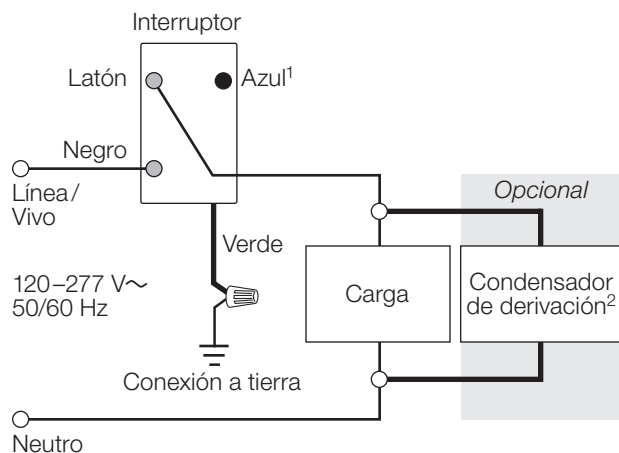 Interruptor
Latón
Azul¹
Negro
Línea/
Vivo
Opcional
Verde
120–277 V~
50/60 Hz
Carga
Condensador
de derivación²
Conexión a tierra
Neutro